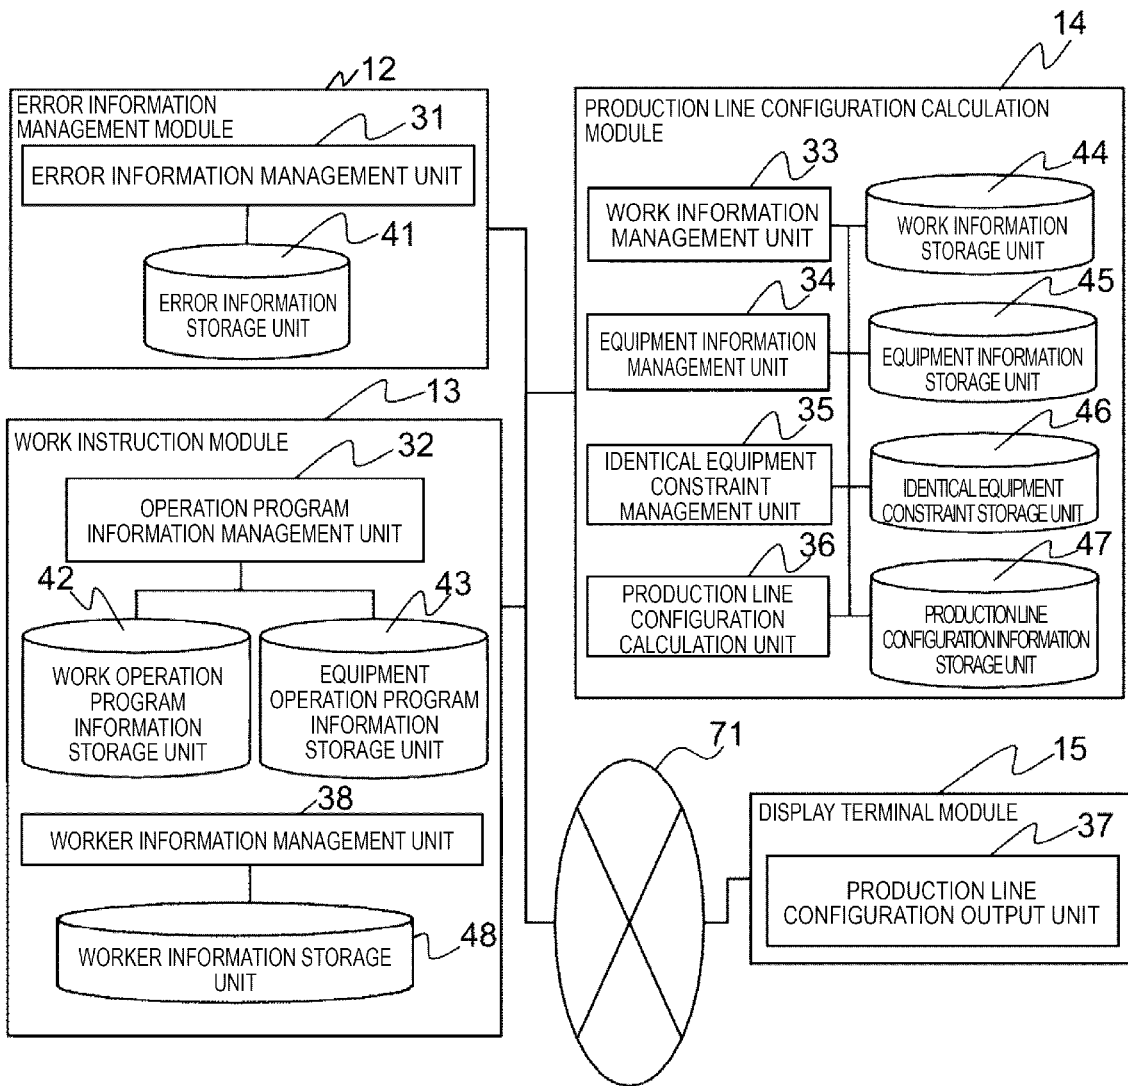 12
ERROR INFORMATION
MANAGEMENT MODULE
31
ERROR INFORMATION MANAGEMENT UNIT
41
ERROR INFORMATION
STORAGE UNIT
13
WORK INSTRUCTION MODULE
32
OPERATION PROGRAM
INFORMATION MANAGEMENT UNIT
42
WORK OPERATION
PROGRAM
INFORMATION
STORAGE UNIT
43
EQUIPMENT
OPERATION PROGRAM
INFORMATION
STORAGE UNIT
38
WORKER INFORMATION MANAGEMENT UNIT
WORKER INFORMATION STORAGE
UNIT
48
14
PRODUCTION LINE CONFIGURATION CALCULATION
MODULE
33
WORK INFORMATION
MANAGEMENT UNIT
44
WORK INFORMATION
STORAGE UNIT
34
EQUIPMENT INFORMATION
MANAGEMENT UNIT
45
EQUIPMENT INFORMATION
STORAGE UNIT
35
IDENTICAL EQUIPMENT
CONSTRAINT
MANAGEMENT UNIT
46
IDENTICAL EQUIPMENT
CONSTRAINT STORAGE UNIT
36
PRODUCTION LINE
CONFIGURATION
CALCULATION UNIT
47
PRODUCTION LINE
CONFIGURATION INFORMATION
STORAGE UNIT
71
15
DISPLAY TERMINAL MODULE
37
PRODUCTION LINE
CONFIGURATION OUTPUT UNIT